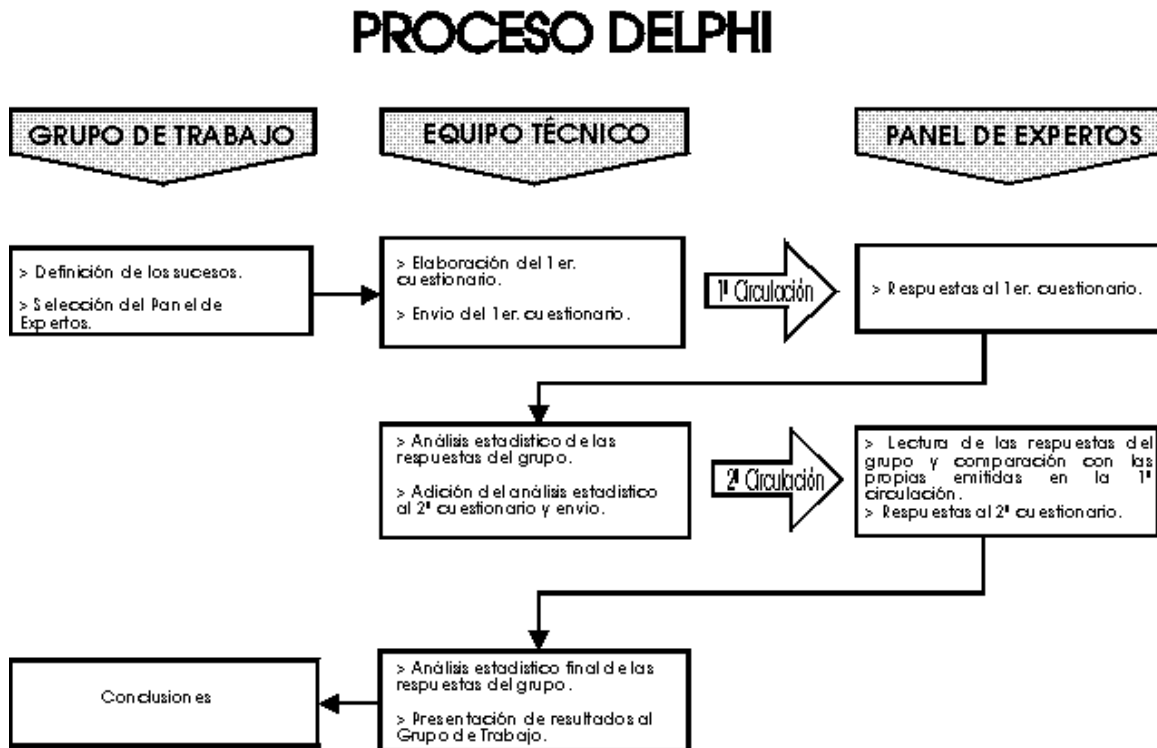 PROCESO DELPHI
GRUPO DE TRABAJO
EQUIPO TÉCNICO
PANEL DE EXPERTOS
> Definición de los sucesos.
> Selección del Panel de
Expertos.
> Elaboración del 1er.
cuestionario.
> Envio del 1er. cuestionario.
1ª Circulación
> Respuestas al 1er. cuestionario.
> Análisis estadístico de las
respuestas del grupo.
> Adición del análisis estadístico
al 2º cuestionario y envio.
2ª Circulación
> Lectura de las respuestas del
grupo y comparación con las
propias emitidas en la 1ª
circulación.
> Respuestas al 2º cuestionario.
Conclusiones
> Análisis estadístico final de las
respuestas del grupo.
> Presentación de resultados al
Grupo de Trabajo.